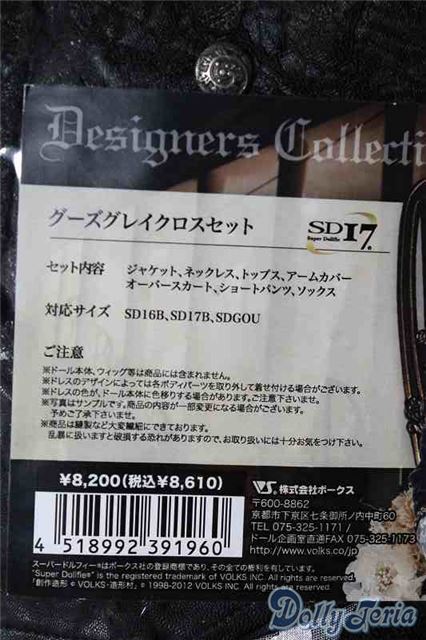 Designers Collecti
グーズグレイクロスセット
SD17
Super Dollfie ®
セット内容 ジャケット、ネックレス、トップス、アームカバー
オーバースカート、ショートパンツ、ソックス
対応サイズ SD16B、SD17B、SDGOU
ご注意
※ドール本体、ウィッグ等は商品には含まれません。
※ドレスのデザインによっては各ボディパーツを取り外して着せ付ける場合がございます。
※ドレスの色が、ドール本体に色移りする場合があります。ご注意ください。
※写真はサンプルです。商品の内容が一部変更になる場合がございますが、
予めご了承下さいませ。
※商品は縫製など大変繊細にできております。
乱暴に扱いますと破損する恐れがありますので、お取り扱いには十分お気をつけ下さい。
¥8,200(税込¥8,610)
4 518992 391960
VS. 株式会社ボークス
〒600-8862
京都市下京区七条御所ノ内中町60
TEL 075-325-1171 /
ドール企画室直通FAX 075-325-1173
http://www.volks.co.jp
スーパードルフィー®はボークス社の登録商標であり、その全ての権利を有しています。
"Super Dollfie®" is the registered trademark of VOLKS INC. All rights are reserved.
「創作造形 © VOLKS・造形村」© 1998-2012 VOLKS INC. All rights are reserved.
DollyTeria